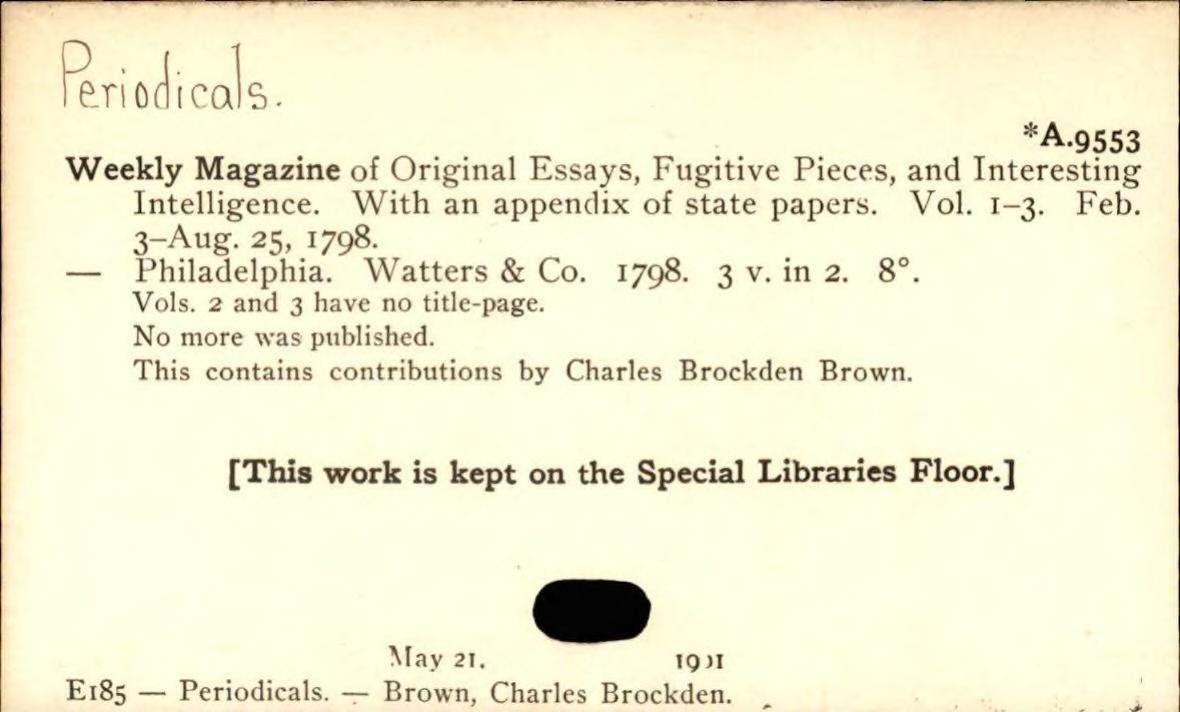 Periodicals.
*A.9553
Weekly Magazine of Original Essays, Fugitive Pieces, and Interesting
Intelligence. With an appendix of state papers. Vol. 1–3. Feb.
3–Aug. 25, 1798.
— Philadelphia. Watters & Co. 1798. 3 v. in 2. 8°.
Vols. 2 and 3 have no title-page.
No more was published.
This contains contributions by Charles Brockden Brown.
[This work is kept on the Special Libraries Floor.]
May 21, 1901
E185 — Periodicals. — Brown, Charles Brockden.